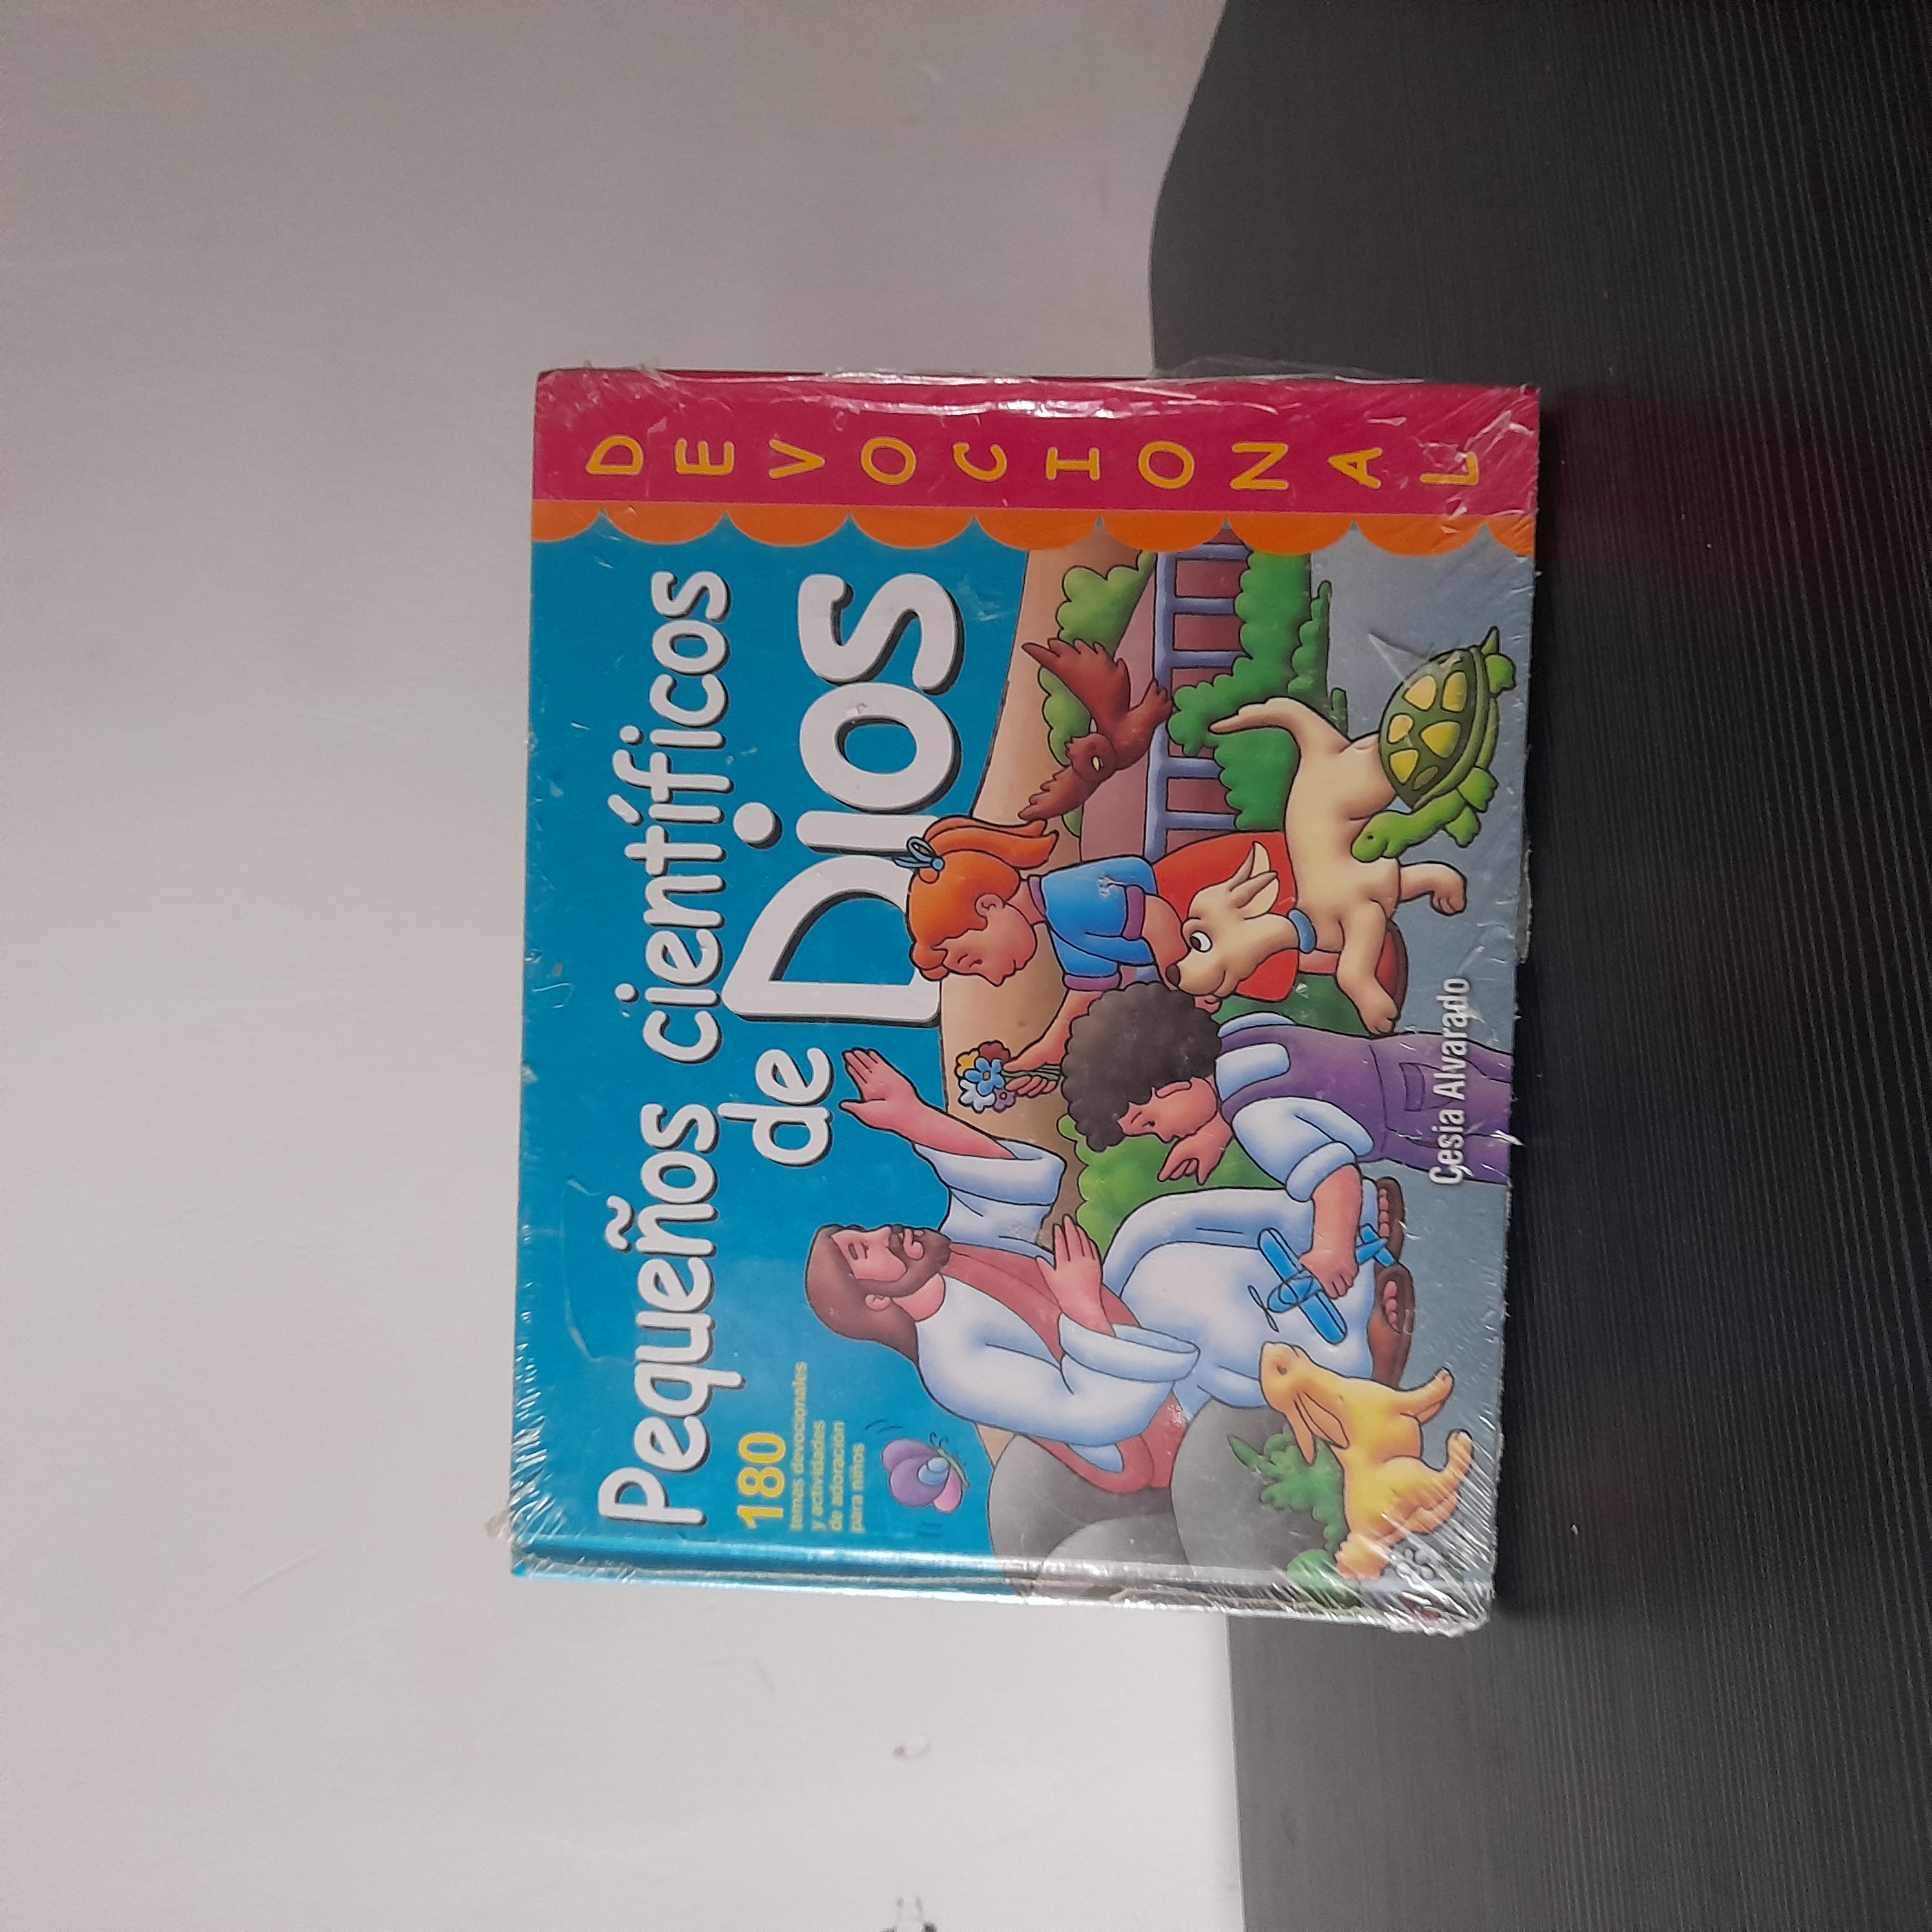 Pequeños científicos
de Dios
180
temas devocionales
y actividades
de adoración
para niños
Cesia Alvarado
DEVOCIONAL